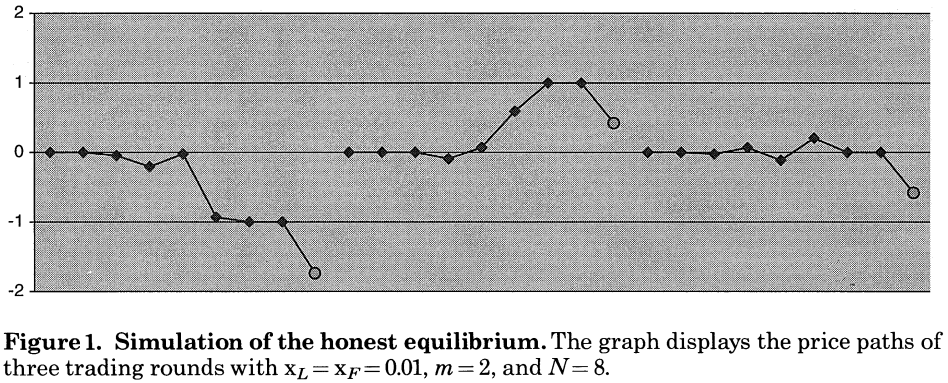 2
1
0
-1
-2
Figure 1. Simulation of the honest equilibrium. The graph displays the price paths of
three trading rounds with x_L = x_F = 0.01, m = 2, and N = 8.